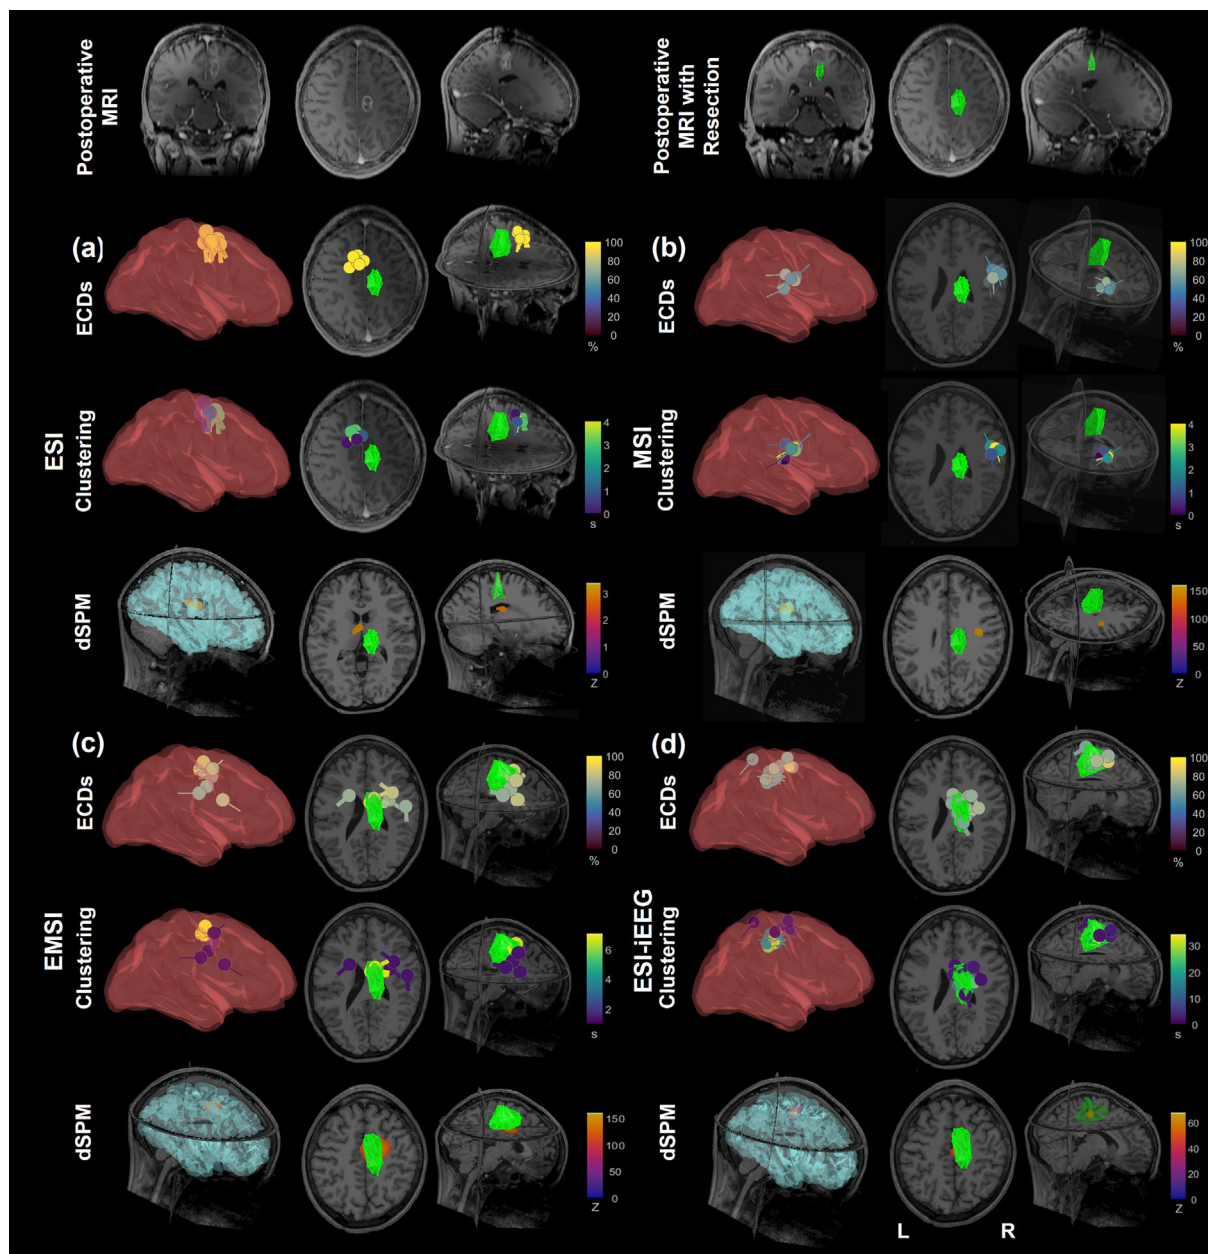 Postoperative
MRI
Postoperative
MRI with
Resection
(a)
ECDs
100
80
60
40
20
0
%
(b)
ECDs
100
80
60
40
20
0
%
ESI
Clustering
4
3
2
1
0
s
MSI
Clustering
4
3
2
1
0
s
dSPM
3
2
1
0
Z
dSPM
150
100
50
0
Z
(c)
ECDs
100
80
60
40
20
0
%
(d)
ECDs
100
80
60
40
20
0
%
EMSI
Clustering
6
4
2
s
ESI-iEEG
Clustering
30
20
10
0
s
dSPM
150
100
50
0
Z
dSPM
60
40
20
0
Z
L
R